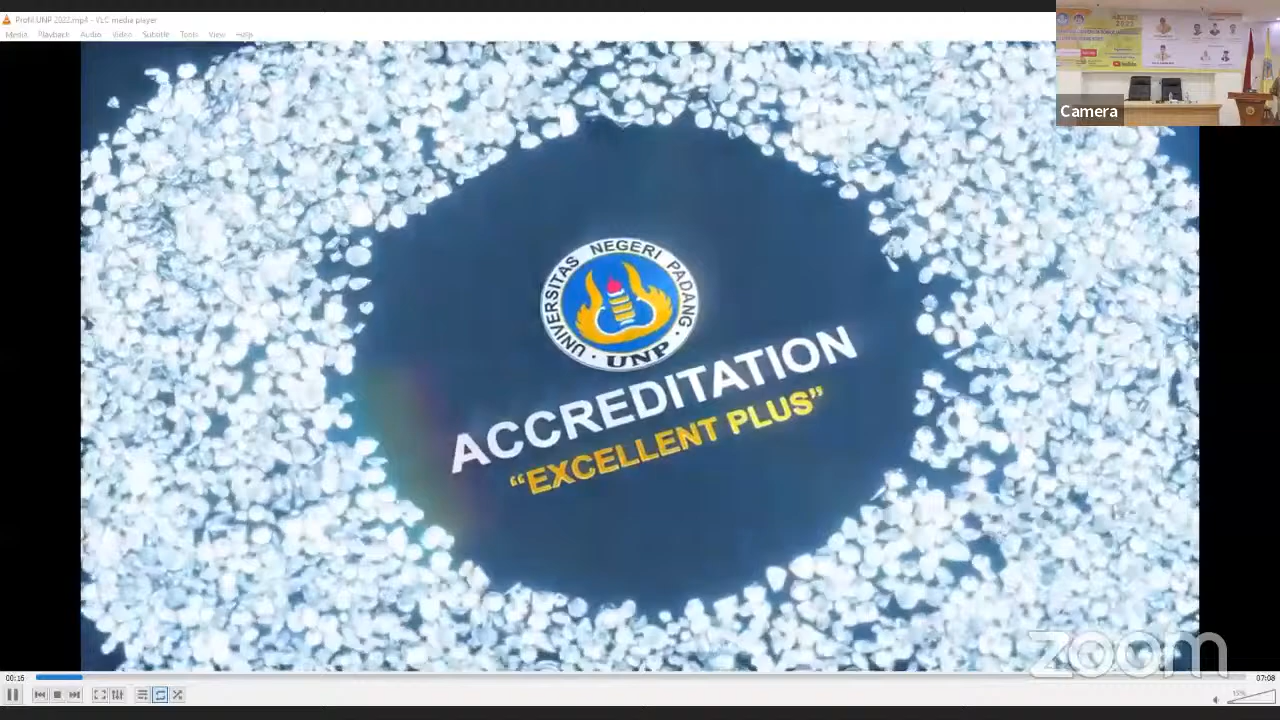 Profil UNP 2022.mp4 - VLC media player
Media Playback Audio Video Subtitle Tools View Help
2023
Camera
UNIVERSITAS NEGERI PADANG
UNP
ACCREDITATION
“EXCELLENT PLUS”
zoom
00:16
07:08